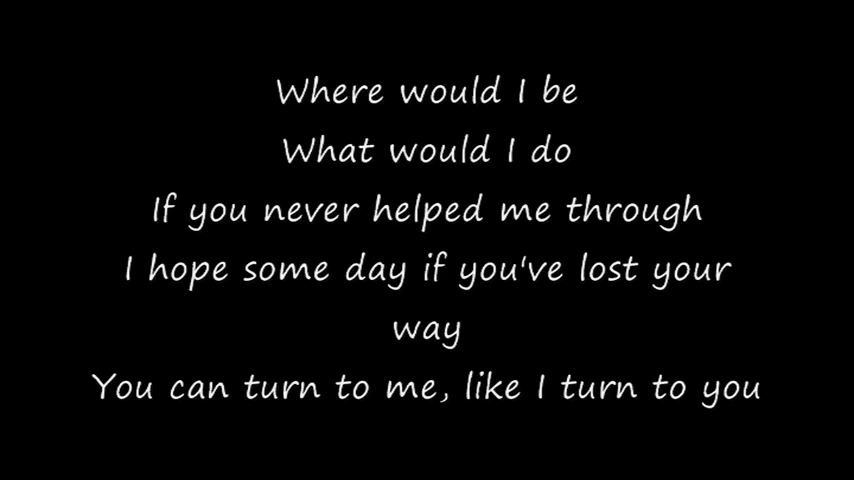 Where would I be
What would I do
If you never helped me through
I hope some day if you've lost your
way
You can turn to me, like I turn to you